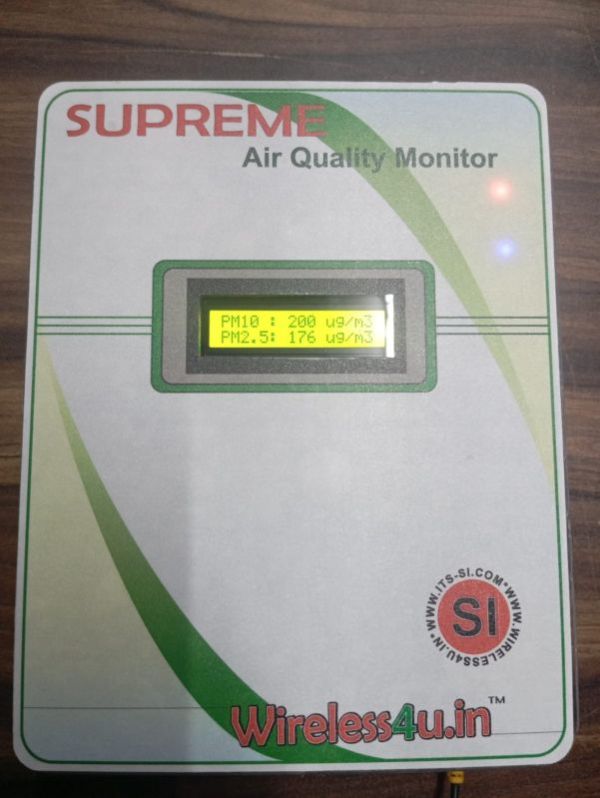 SUPREME
Air Quality Monitor
PM10 : 200 ug/m3
PM2.5: 176 ug/m3
WWW.ITS-SI.COM*WWW.WIRELESS4U.IN*
SI
Wireless4u.in™